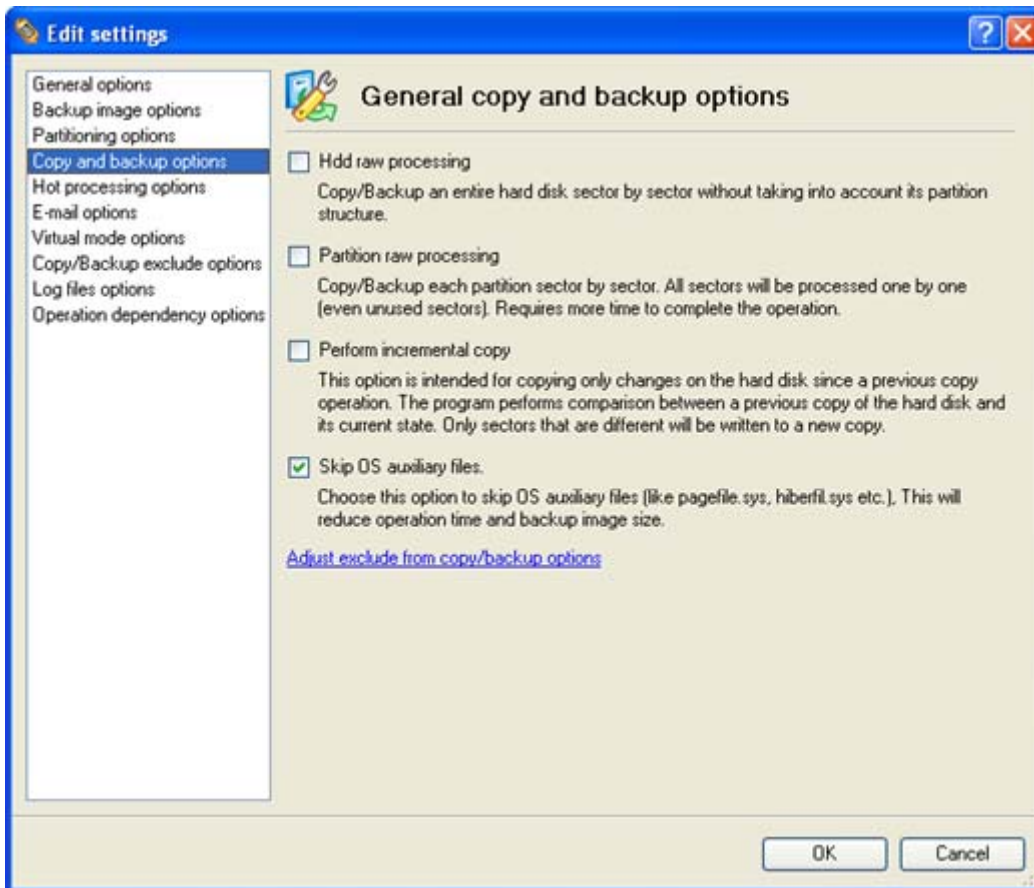 Edit settings
General options
Backup image options
Partitioning options
Copy and backup options
Hot processing options
E-mail options
Virtual mode options
Copy/Backup exclude options
Log files options
Operation dependency options
General copy and backup options
Hdd raw processing
Copy/Backup an entire hard disk sector by sector without taking into account its partition
structure.
Partition raw processing
Copy/Backup each partition sector by sector. All sectors will be processed one by one
(even unused sectors). Requires more time to complete the operation.
Perform incremental copy
This option is intended for copying only changes on the hard disk since a previous copy
operation. The program performs comparison between a previous copy of the hard disk and
its current state. Only sectors that are different will be written to a new copy.
Skip OS auxiliary files.
Choose this option to skip OS auxiliary files (like pagefile.sys, hiberfil.sys etc.), This will
reduce operation time and backup image size.
Adjust exclude from copy/backup options
OK
Cancel